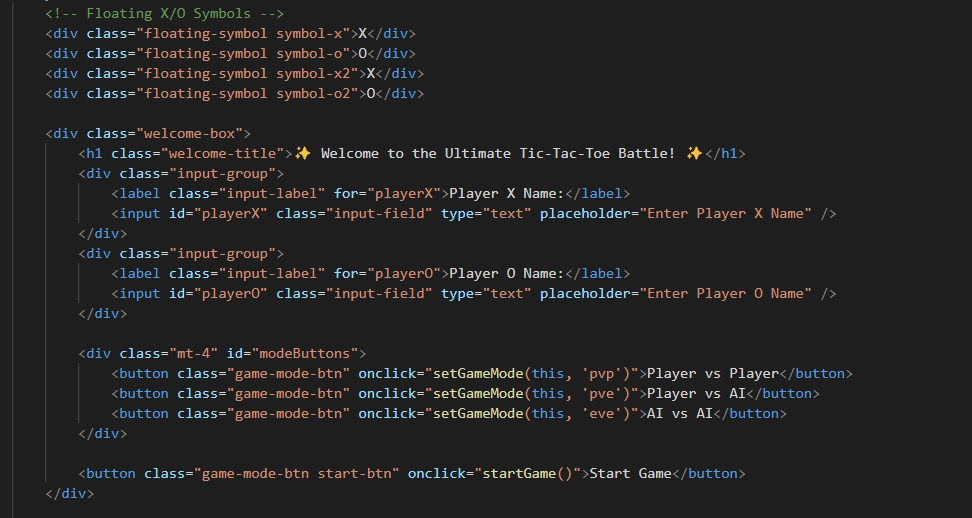 <!-- Floating X/O Symbols -->
<div class="floating-symbol symbol-x">X</div>
<div class="floating-symbol symbol-o">O</div>
<div class="floating-symbol symbol-x2">X</div>
<div class="floating-symbol symbol-o2">O</div>

<div class="welcome-box">
    <h1 class="welcome-title">✨ Welcome to the Ultimate Tic-Tac-Toe Battle! ✨</h1>
    <div class="input-group">
        <label class="input-label" for="playerX">Player X Name:</label>
        <input id="playerX" class="input-field" type="text" placeholder="Enter Player X Name" />
    </div>
    <div class="input-group">
        <label class="input-label" for="playerO">Player O Name:</label>
        <input id="playerO" class="input-field" type="text" placeholder="Enter Player O Name" />
    </div>

    <div class="mt-4" id="modeButtons">
        <button class="game-mode-btn" onclick="setGameMode(this, 'pvp')">Player vs Player</button>
        <button class="game-mode-btn" onclick="setGameMode(this, 'pve')">Player vs AI</button>
        <button class="game-mode-btn" onclick="setGameMode(this, 'eve')">AI vs AI</button>
    </div>

    <button class="game-mode-btn start-btn" onclick="startGame()">Start Game</button>
</div>